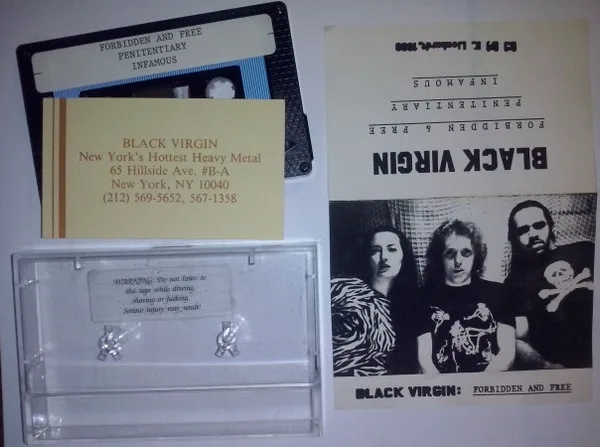 FORBIDDEN AND FREE
PENITENTIARY
INFAMOUS
BLACK VIRGIN
New York's Hottest Heavy Metal
65 Hillside Ave. #B-A
New York, NY 10040
(212) 569-5652, 567-1358
WARNING: Do not listen to
this tape while driving,
shaving or fucking.
Serious injury may result!
BLACK VIRGIN
FORBIDDEN & FREE
PENITENTIARY
INFAMOUS
BLACK VIRGIN: FORBIDDEN AND FREE